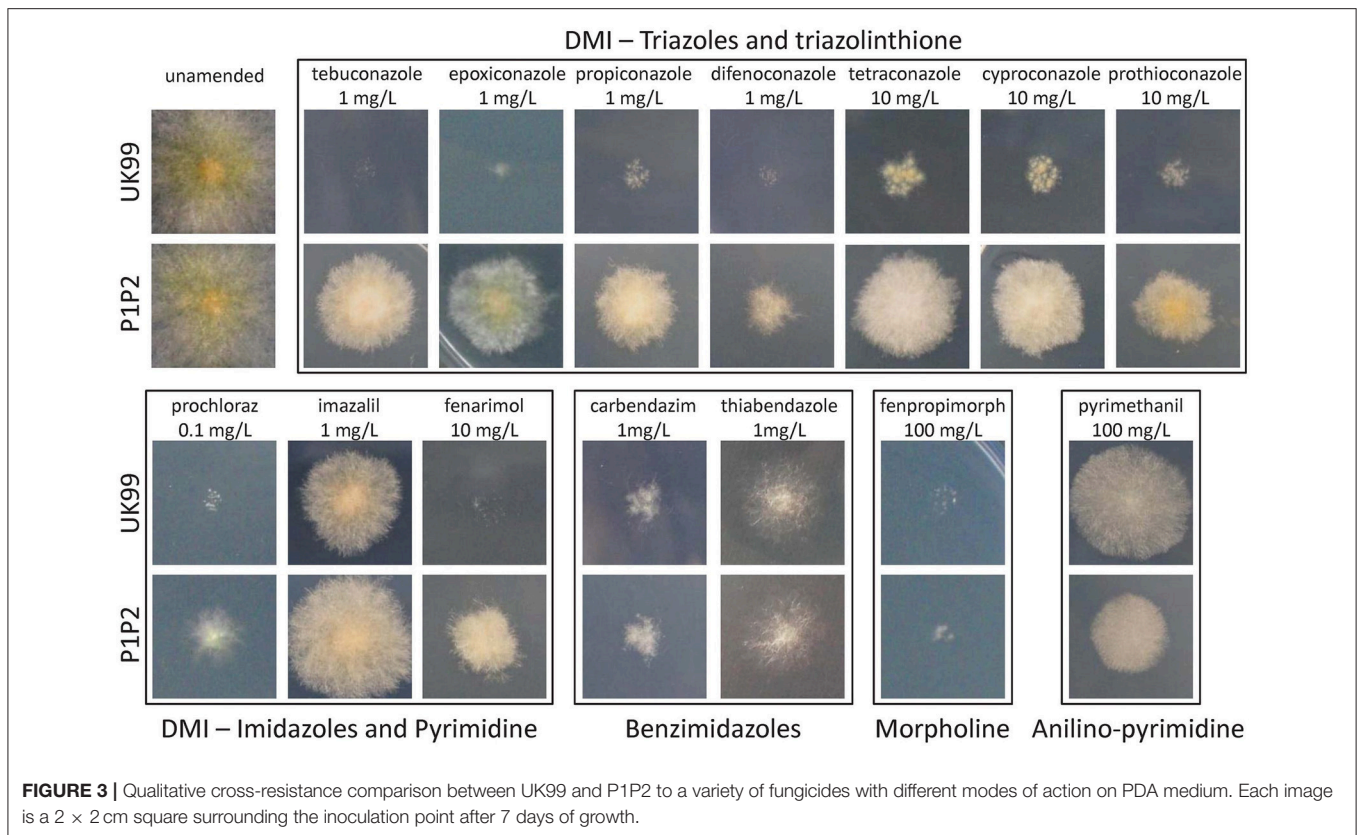 DMI – Triazoles and triazolinthione
unamended
tebuconazole
1 mg/L
epoxiconazole
1 mg/L
propiconazole
1 mg/L
difenoconazole
1 mg/L
tetraconazole
10 mg/L
cyproconazole
10 mg/L
prothioconazole
10 mg/L
UK99
P1P2
prochloraz
0.1 mg/L
imazalil
1 mg/L
fenarimol
10 mg/L
carbendazim
1mg/L
thiabendazole
1mg/L
fenpropimorph
100 mg/L
pyrimethanil
100 mg/L
UK99
P1P2
DMI – Imidazoles and Pyrimidine
Benzimidazoles
Morpholine
Anilino-pyrimidine
FIGURE 3 | Qualitative cross-resistance comparison between UK99 and P1P2 to a variety of fungicides with different modes of action on PDA medium. Each image
is a 2 × 2 cm square surrounding the inoculation point after 7 days of growth.